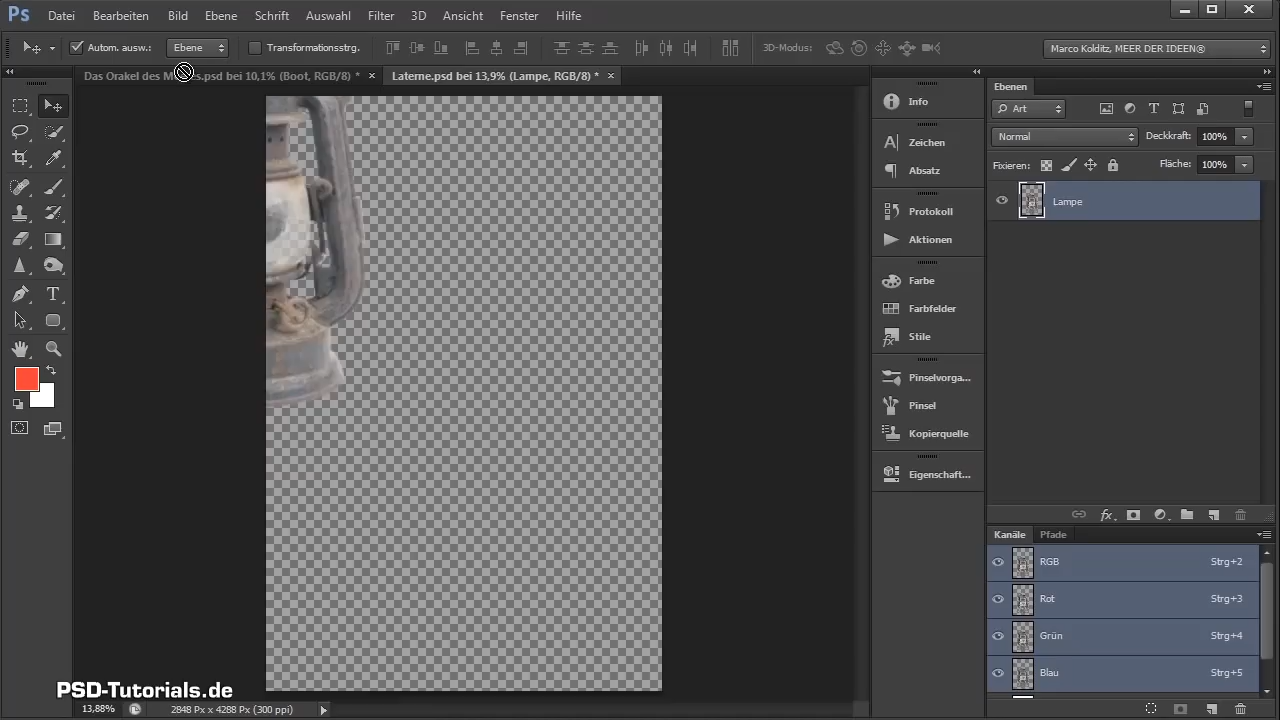 Ps Datei Bearbeiten Bild Ebene Schrift Auswahl Filter 3D Ansicht Fenster Hilfe
Autom. ausw.: Ebene Transformationsstrg. 3D-Modus: Marco Kolditz, MEER DER IDEEN®
Das Orakel des M s.psd bei 10,1% (Boot, RGB/8) * × Laterne.psd bei 13,9% (Lampe, RGB/8) * ×
Info
Zeichen
Absatz
Protokoll
Aktionen
Farbe
Farbfelder
Stile
Pinselvorga...
Pinsel
Kopierquelle
Eigenschaft...
Ebenen
Art
Normal Deckkraft: 100%
Fixieren: Fläche: 100%
Lampe
fx
Kanäle Pfade
RGB Strg+2
Rot Strg+3
Grün Strg+4
Blau Strg+5
PSD-Tutorials.de
13,88% 2848 Px x 4288 Px (300 ppi)